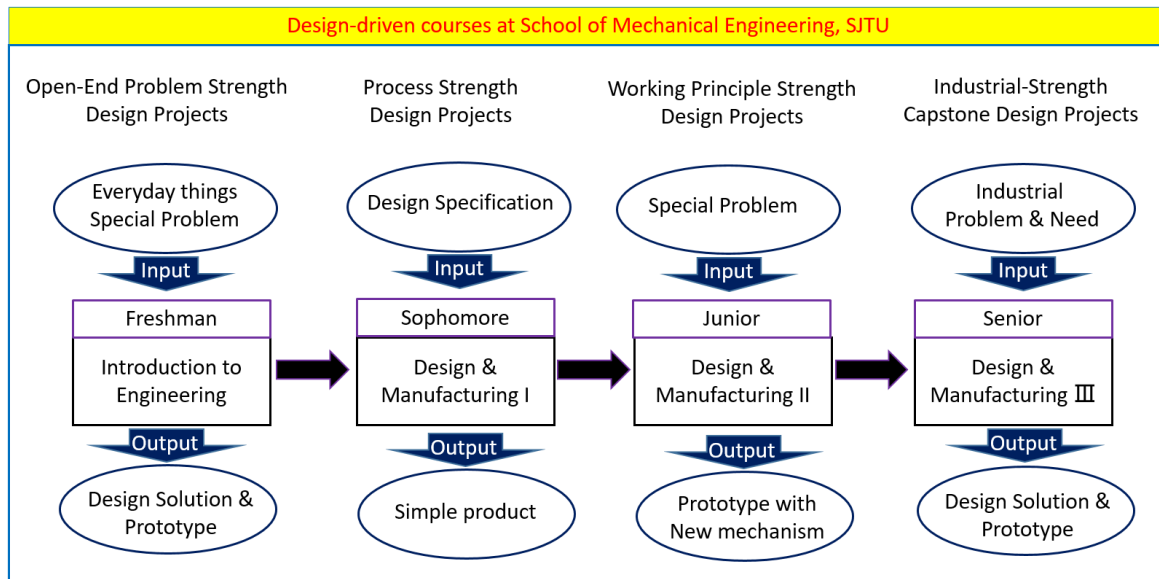 Design-driven courses at School of Mechanical Engineering, SJTU
Open-End Problem Strength
Design Projects
Process Strength
Design Projects
Working Principle Strength
Design Projects
Industrial-Strength
Capstone Design Projects
Everyday things
Special Problem
Design Specification
Special Problem
Industrial
Problem & Need
Input
Input
Input
Input
Freshman
Sophomore
Junior
Senior
Introduction to
Engineering
Design &
Manufacturing I
Design &
Manufacturing II
Design &
Manufacturing Ⅲ
Output
Output
Output
Output
Design Solution &
Prototype
Simple product
Prototype with
New mechanism
Design Solution &
Prototype